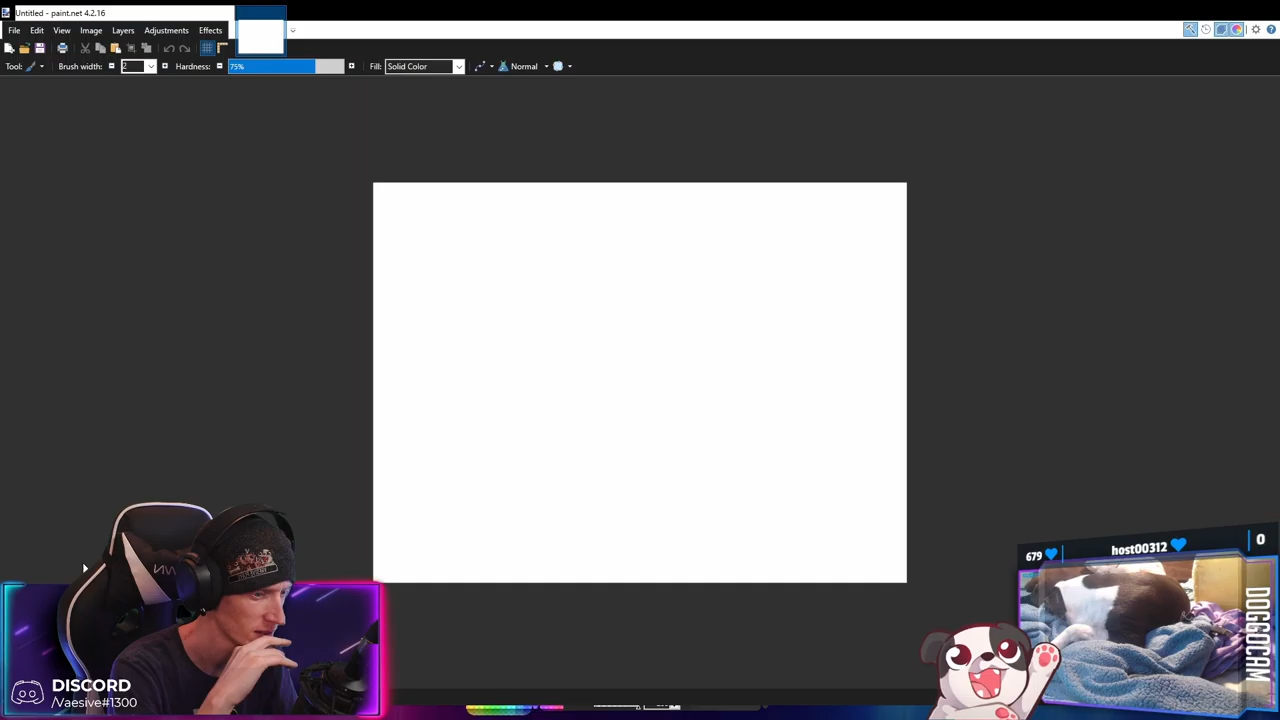 Untitled - paint.net 4.2.16
File Edit View Image Layers Adjustments Effects
Tool: Brush width: 2 Hardness: 75% Fill: Solid Color Normal
679 host00312 0
DOGGOCAM
DISCORD
/Vaesive#1300